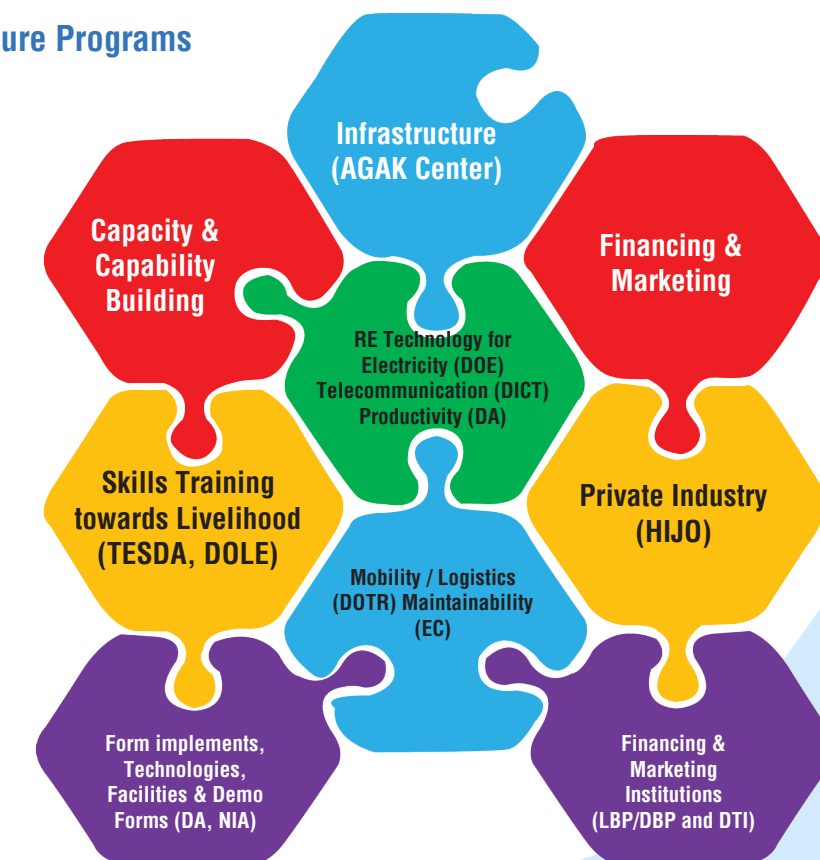 ure Programs
Infrastructure
(AGAK Center)
Capacity &
Capability
Building
Financing &
Marketing
RE Technology for
Electricity (DOE)
Telecommunication (DICT)
Productivity (DA)
Skills Training
towards Livelihood
(TESDA, DOLE)
Private Industry
(HIJO)
Mobility / Logistics
(DOTR) Maintainability
(EC)
Form implements,
Technologies,
Facilities & Demo
Forms (DA, NIA)
Financing &
Marketing
Institutions
(LBP/DBP and DTI)